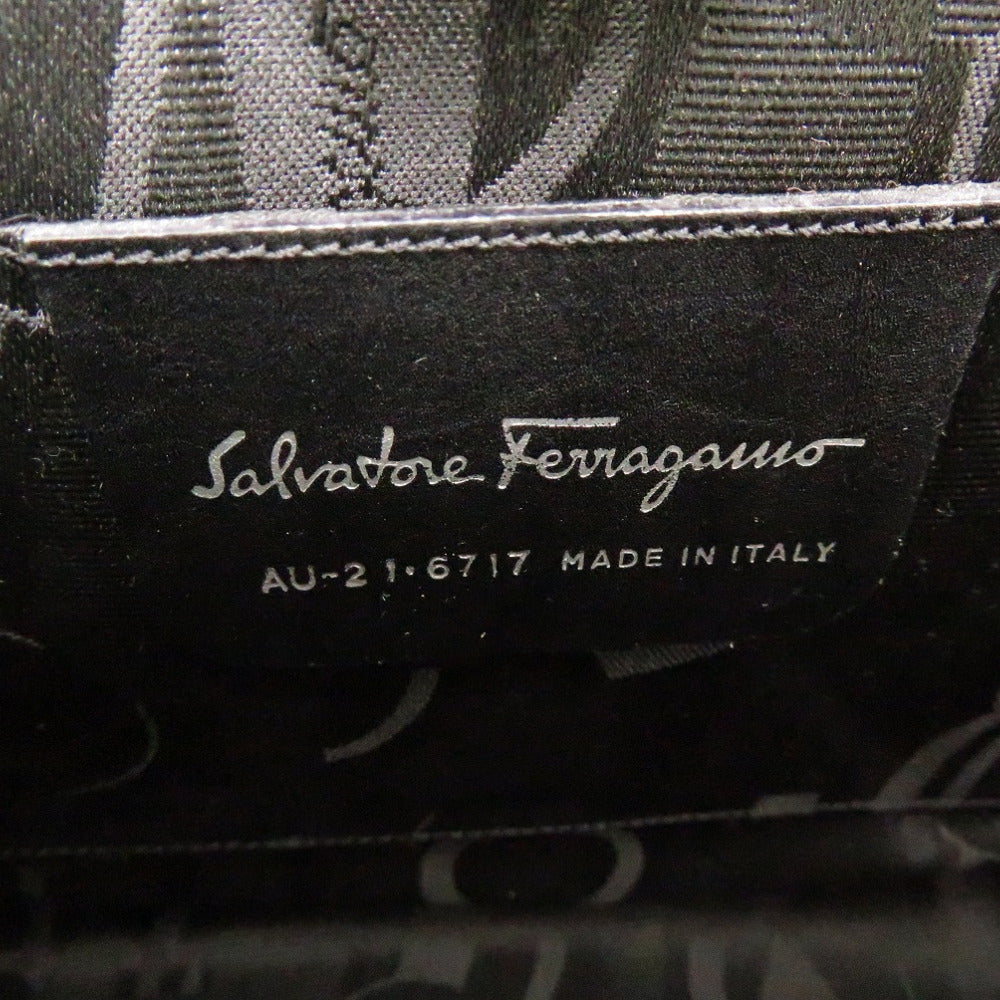 Salvatore Ferragamo
AU-21·6717 MADE IN ITALY